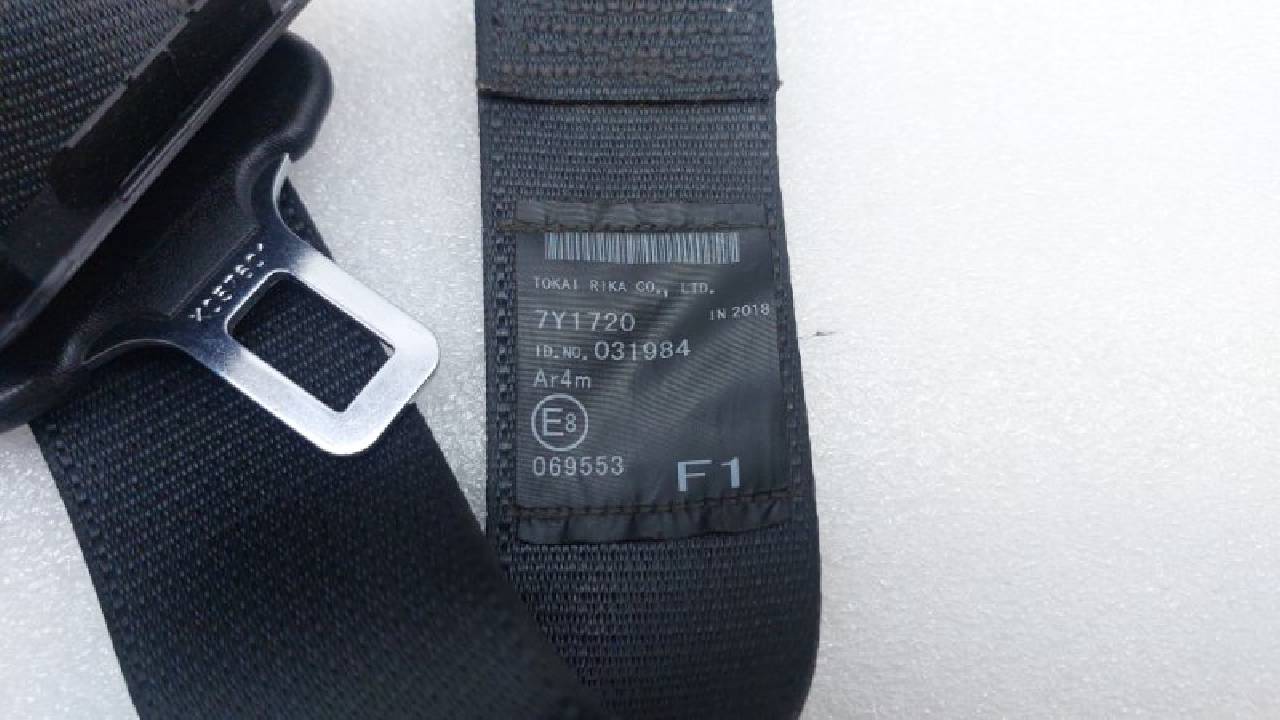 TOKAI RIKA CO., LTD.
7Y1720
IN 2018
ID.NO. 031984
Ar4m
E8
069553
F1